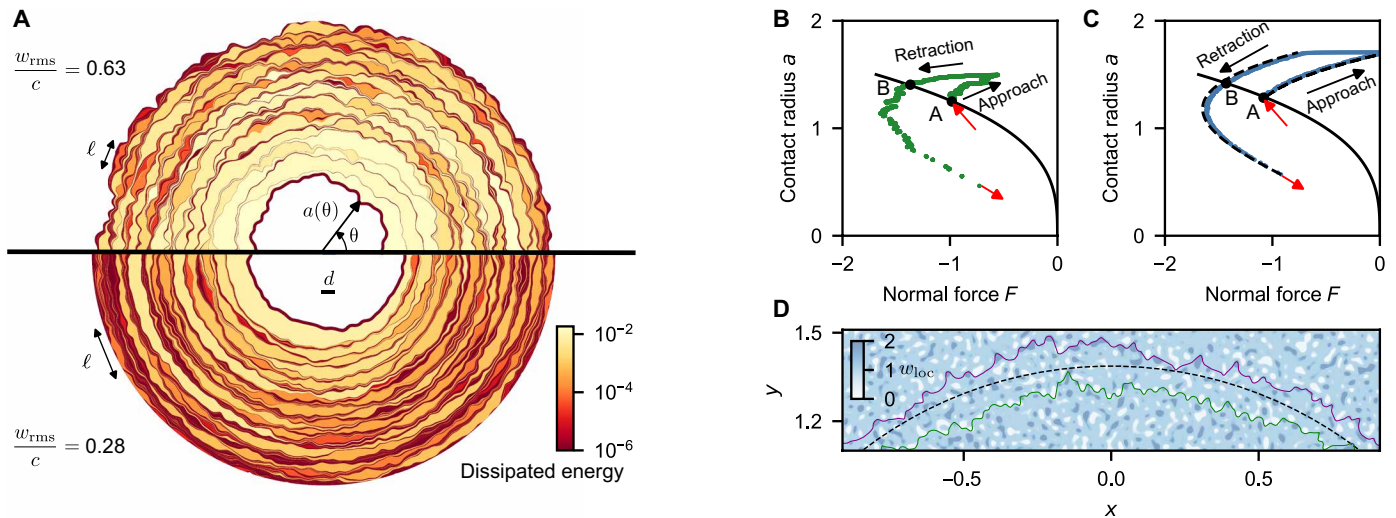 A
w_rms/c = 0.63
ℓ
a(θ)
θ
d
ℓ
w_rms/c = 0.28
10^-2
10^-4
10^-6
Dissipated energy
B
2
1
0
Contact radius a
Retraction
B
A
Approach
−2
−1
0
Normal force F
C
2
1
0
Contact radius a
Retraction
B
A
Approach
−2
−1
0
Normal force F
D
1.5
1.2
y
2
1
0
w_loc
−0.5
0.0
0.5
x